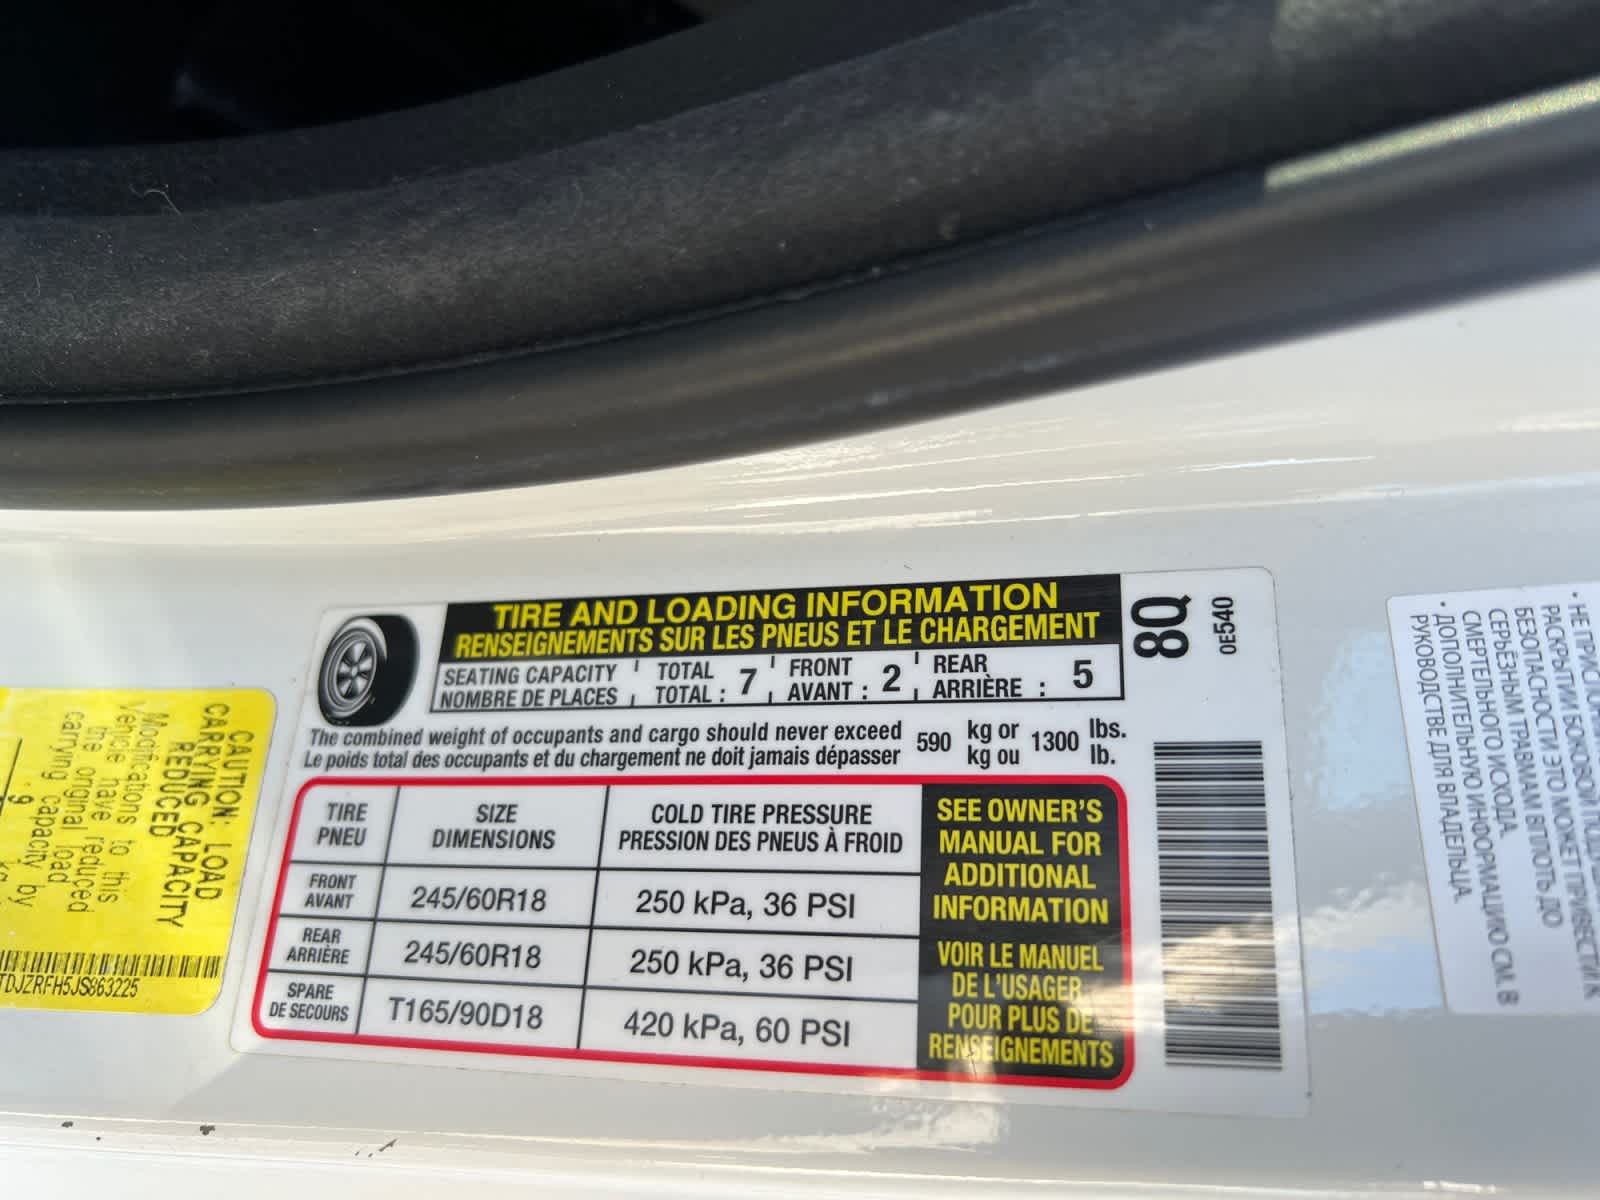 CAUTION: LOAD
CARRYING CAPACITY
REDUCED
Modifications to this
vehicle have reduced
the original load
carrying capacity by
TDJZRFH5JS863225
TIRE AND LOADING INFORMATION
RENSEIGNEMENTS SUR LES PNEUS ET LE CHARGEMENT
SEATING CAPACITY TOTAL FRONT REAR
NOMBRE DE PLACES TOTAL : 7 AVANT : 2 ARRIÈRE : 5
The combined weight of occupants and cargo should never exceed 590 kg or 1300 lbs.
Le poids total des occupants et du chargement ne doit jamais dépasser kg ou lb.
TIRE SIZE COLD TIRE PRESSURE
PNEU DIMENSIONS PRESSION DES PNEUS À FROID
FRONT
AVANT 245/60R18 250 kPa, 36 PSI
REAR
ARRIÈRE 245/60R18 250 kPa, 36 PSI
SPARE
DE SECOURS T165/90D18 420 kPa, 60 PSI
SEE OWNER'S
MANUAL FOR
ADDITIONAL
INFORMATION
VOIR LE MANUEL
DE L'USAGER
POUR PLUS DE
RENSEIGNEMENTS
8Q
0E540
РАСКРЫТИИ БОКОВОЙ
БЕЗОПАСНОСТИ ЭТО МОЖЕТ ПРИВЕСТИ К
СЕРЬЁЗНЫМ ТРАВМАМ ВПЛОТЬ ДО
СМЕРТЕЛЬНОГО ИСХОДА.
• ДОПОЛНИТЕЛЬНУЮ ИНФОРМАЦИЮ СМ. В
РУКОВОДСТВЕ ДЛЯ ВЛАДЕЛЬЦА.